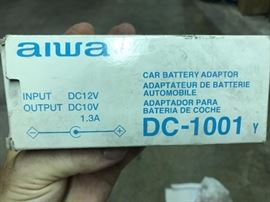 aiwa
CAR BATTERY ADAPTOR
ADAPTATEUR DE BATTERIE
AUTOMOBILE
ADAPTADOR PARA
BATERIA DE COCHE
INPUT DC12V
OUTPUT DC10V
1.3A
DC-1001 Y